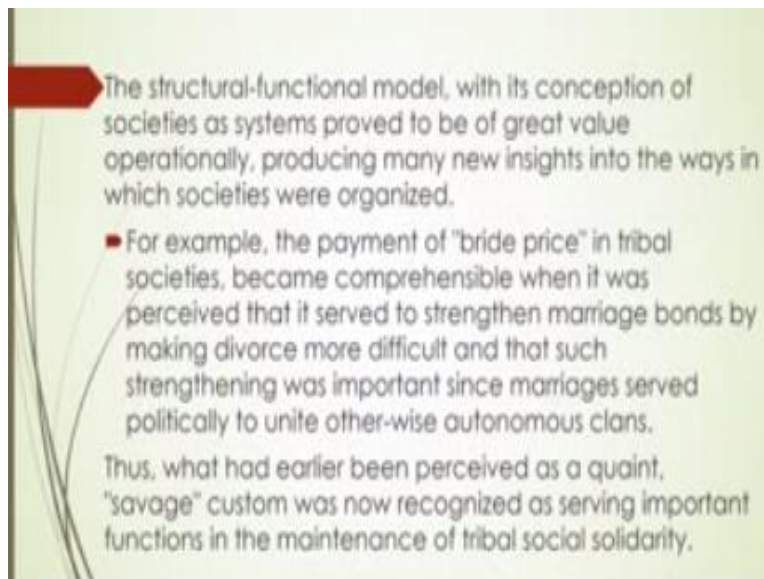 The structural-functional model, with its conception of
societies as systems proved to be of great value
operationally, producing many new insights into the ways in
which societies were organized.
For example, the payment of "bride price" in tribal
societies, became comprehensible when it was
perceived that it served to strengthen marriage bonds by
making divorce more difficult and that such
strengthening was important since marriages served
politically to unite other-wise autonomous clans.
Thus, what had earlier been perceived as a quaint,
"savage" custom was now recognized as serving important
functions in the maintenance of tribal social solidarity.